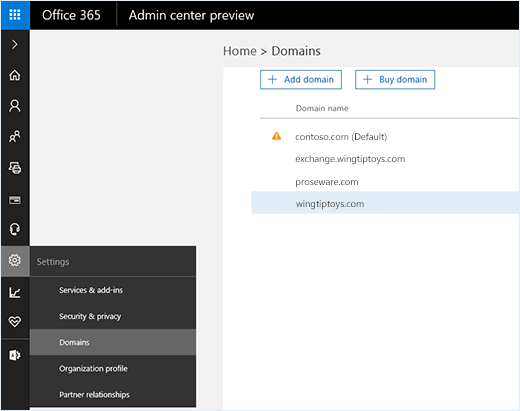 Office 365 Admin center preview
Home > Domains
+ Add domain + Buy domain
Domain name
contoso.com (Default)
exchange.wingtiptoys.com
proseware.com
wingtiptoys.com
Settings
Services & add-ins
Security & privacy
Domains
Organization profile
Partner relationships